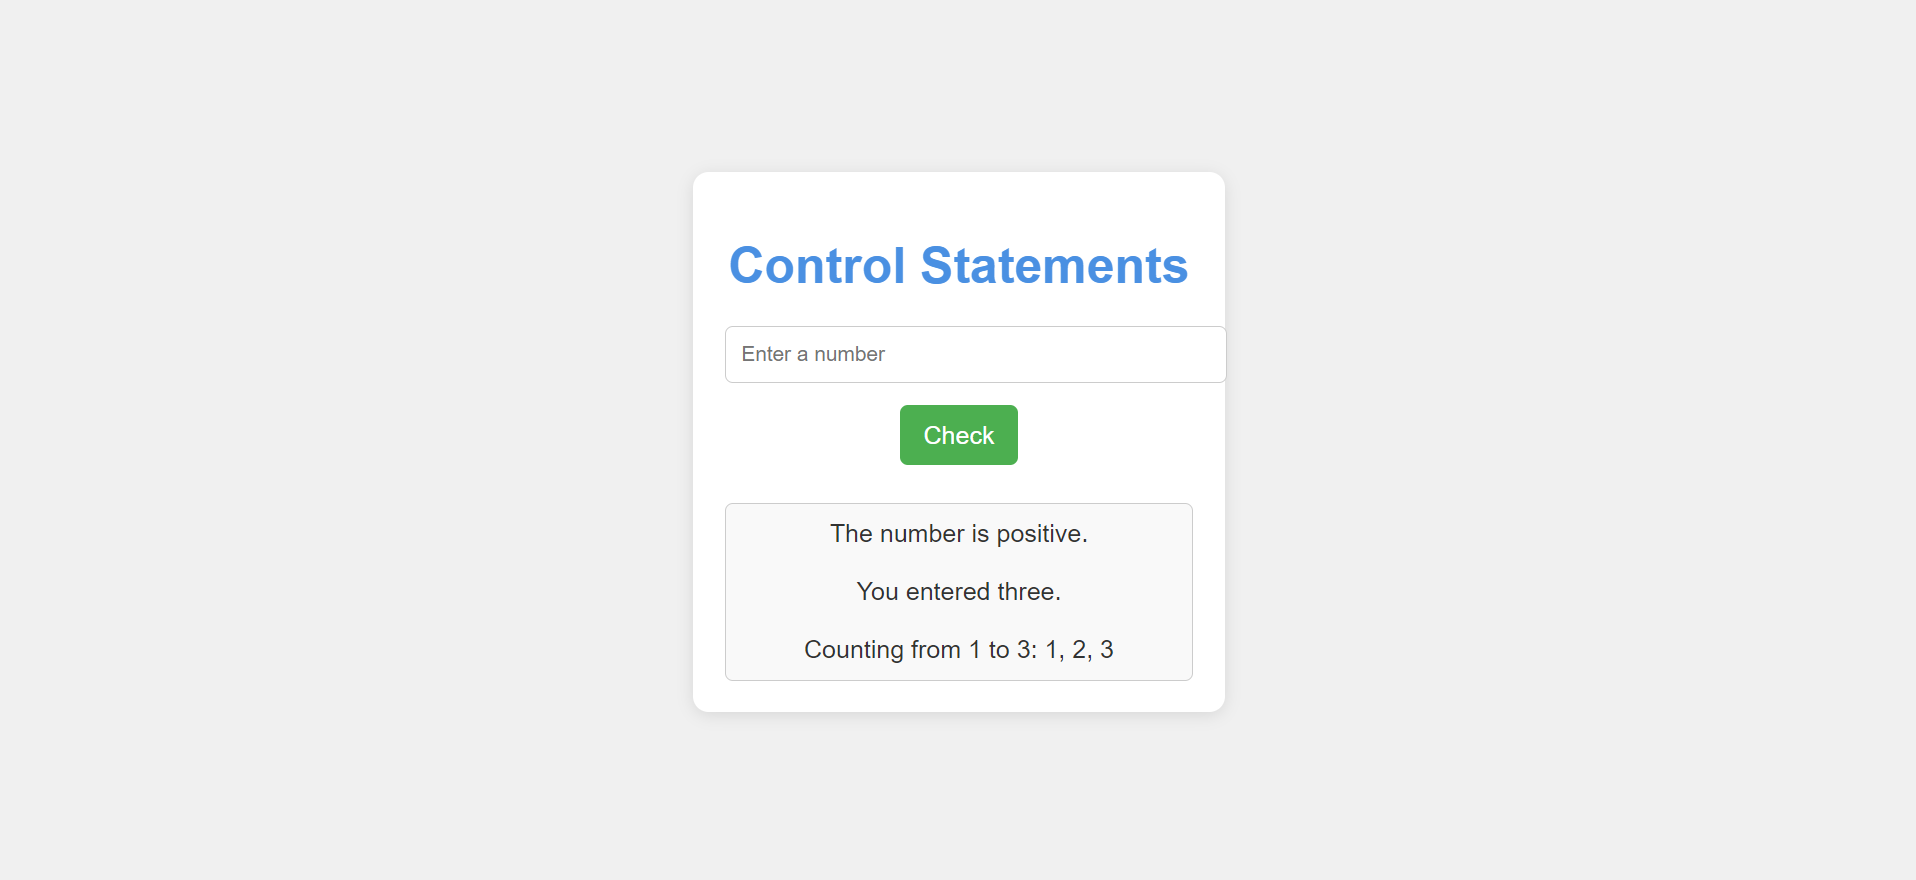 Control Statements
Enter a number
Check
The number is positive.
You entered three.
Counting from 1 to 3: 1, 2, 3